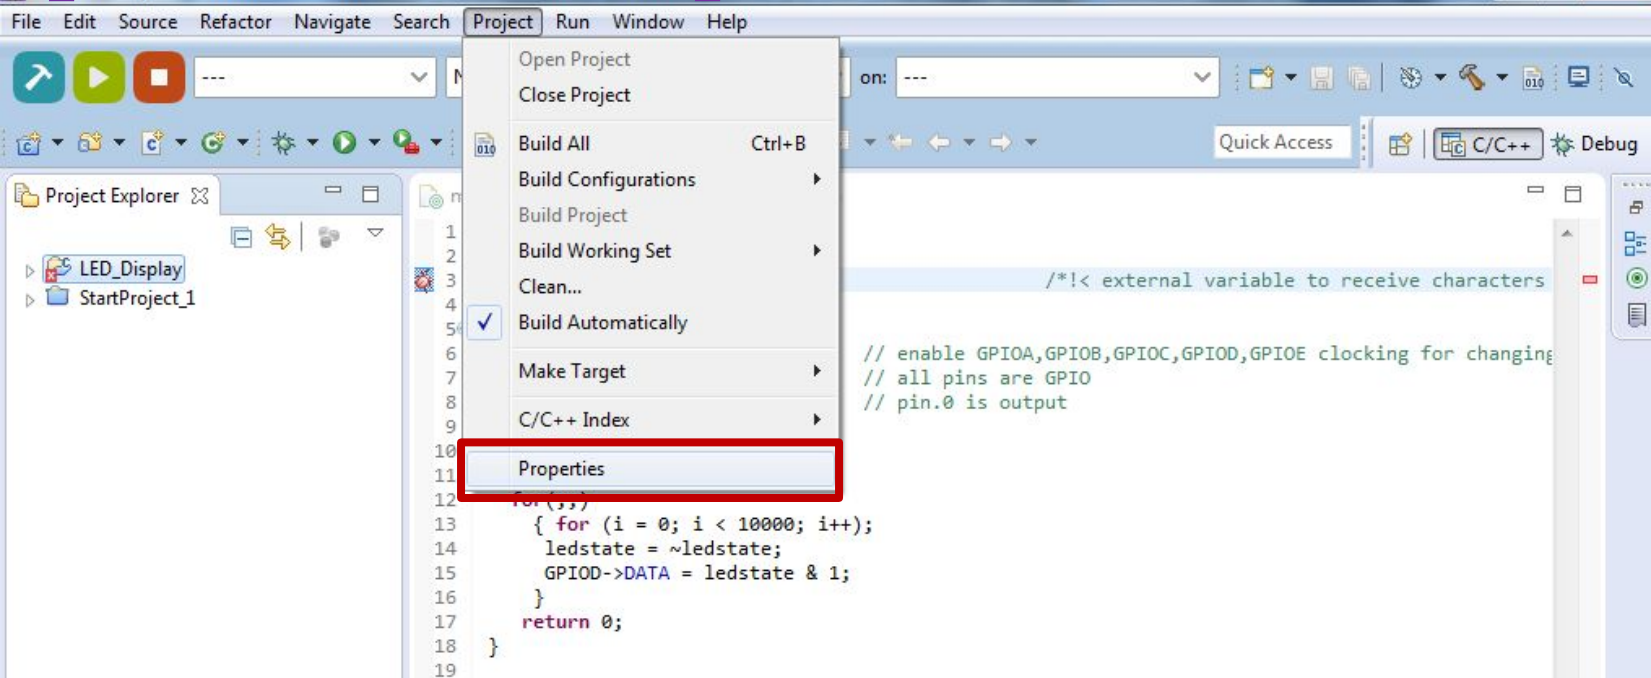 File Edit Source Refactor Navigate Search Project Run Window Help
---
on: ---
Quick Access
C/C++
Debug
Project Explorer
LED_Display
StartProject_1
Open Project
Close Project
Build All Ctrl+B
Build Configurations
Build Project
Build Working Set
Clean...
Build Automatically
Make Target
C/C++ Index
Properties
1
2
3 /*!< external variable to receive characters
4
5
6 // enable GPIOA,GPIOB,GPIOC,GPIOD,GPIOE clocking for changing
7 // all pins are GPIO
8 // pin.0 is output
9
10
11
12 for(;;)
13 { for (i = 0; i < 10000; i++);
14 ledstate = ~ledstate;
15 GPIOD->DATA = ledstate & 1;
16 }
17 return 0;
18 }
19